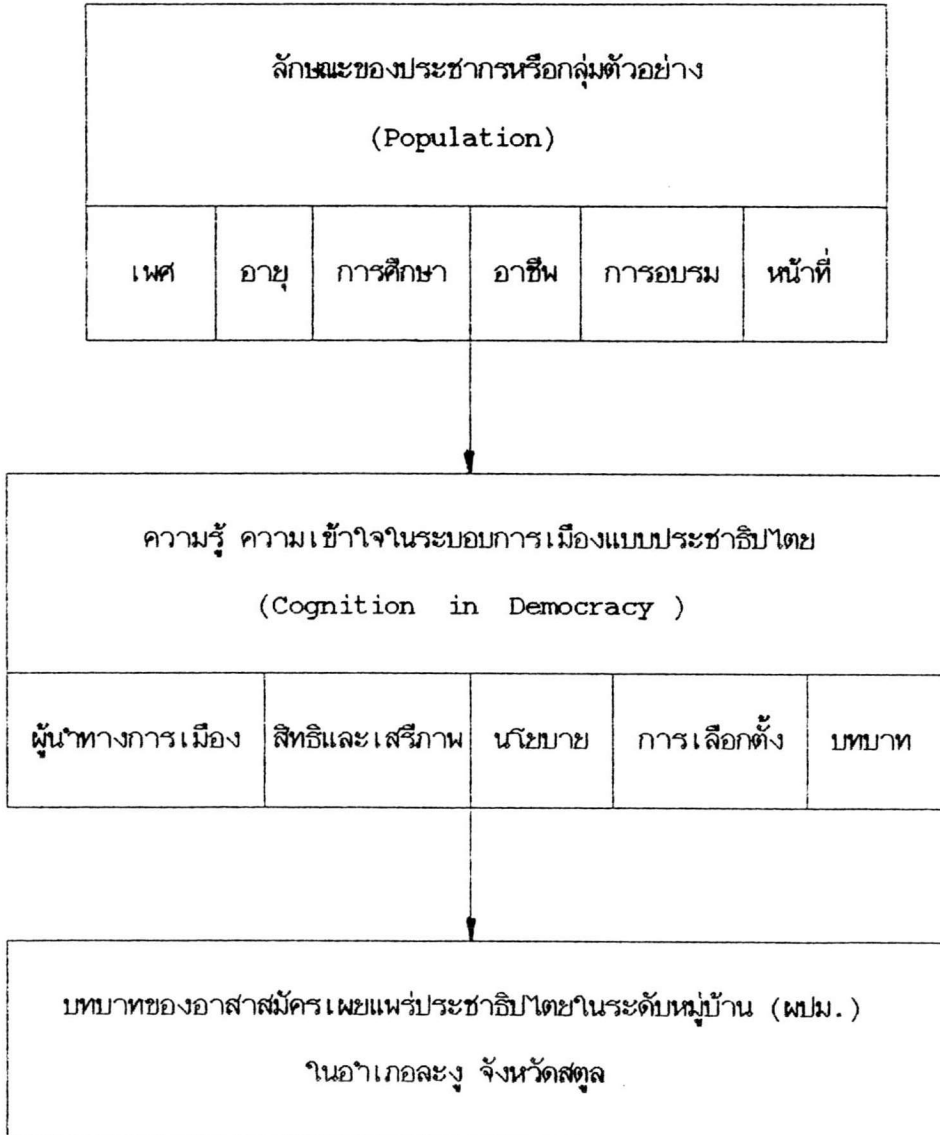 ลักษณะของประชากรหรือกลุ่มตัวอย่าง
(Population)
เพศ อายุ การศึกษา อาชีพ การอบรม หน้าที่
ความรู้ ความเข้าใจในระบอบการเมืองแบบประชาธิปไตย
(Cognition in Democracy )
ผู้นำทางการเมือง สิทธิและเสรีภาพ นโยบาย การเลือกตั้ง บทบาท
บทบาทของอาสาสมัครเผยแพร่ประชาธิปไตยในระดับหมู่บ้าน (ผปม.)
ในอำเภอละงู จังหวัดสตูล